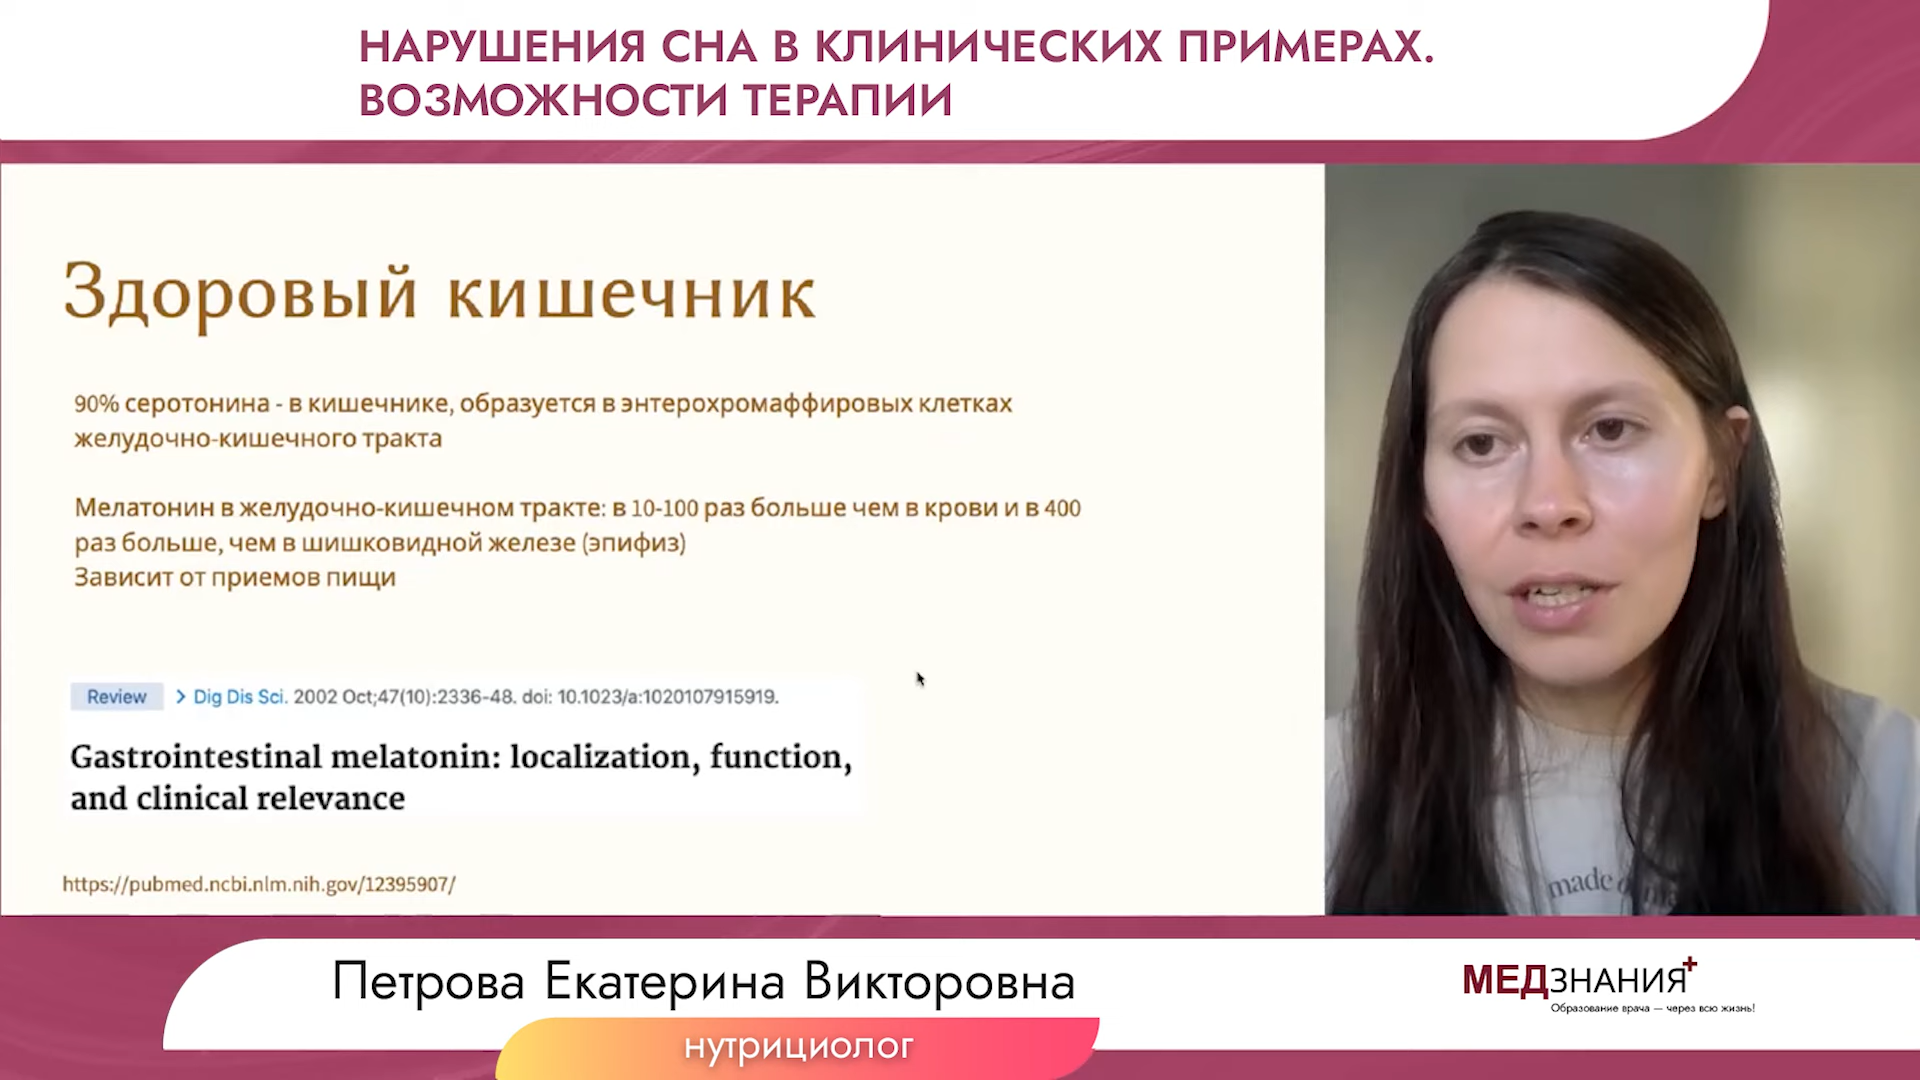 НАРУШЕНИЯ СНА В КЛИНИЧЕСКИХ ПРИМЕРАХ.
ВОЗМОЖНОСТИ ТЕРАПИИ
Здоровый кишечник
90% серотонина - в кишечнике, образуется в энтерохромаффировых клетках
желудочно-кишечного тракта
Мелатонин в желудочно-кишечном тракте: в 10-100 раз больше чем в крови и в 400
раз больше, чем в шишковидной железе (эпифиз)
Зависит от приемов пищи
Review > Dig Dis Sci. 2002 Oct;47(10):2336-48. doi: 10.1023/a:1020107915919.
Gastrointestinal melatonin: localization, function,
and clinical relevance
https://pubmed.ncbi.nlm.nih.gov/12395907/
made
Петрова Екатерина Викторовна
нутрициолог
МЕДЗНАНИЯ+
Образование врача — через всю жизнь!